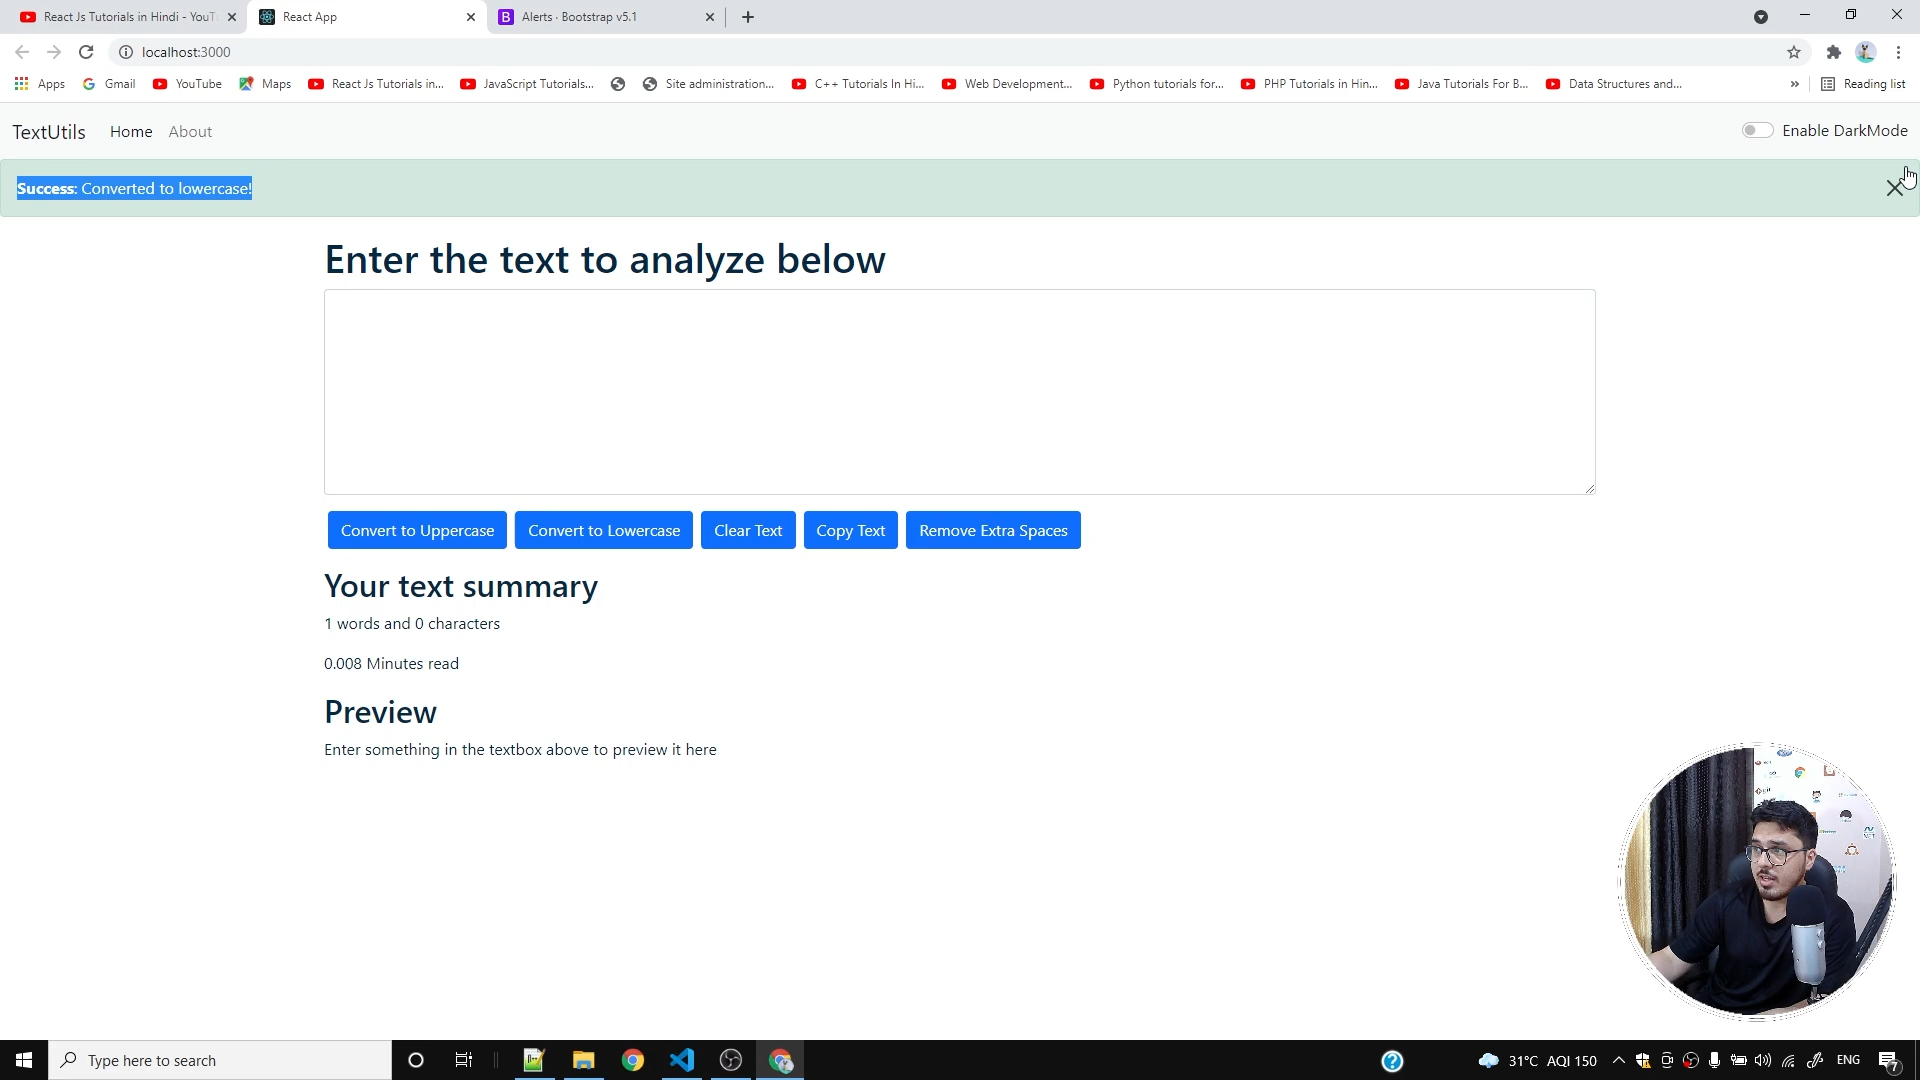 React Js Tutorials in Hindi - YouT
React App
Alerts · Bootstrap v5.1
localhost:3000
Apps
Gmail
YouTube
Maps
React Js Tutorials in...
JavaScript Tutorials...
Site administration...
C++ Tutorials In Hi...
Web Development...
Python tutorials for...
PHP Tutorials in Hin...
Java Tutorials For B...
Data Structures and...
»
Reading list
TextUtils
Home
About
Enable DarkMode
Success: Converted to lowercase!
Enter the text to analyze below
Convert to Uppercase
Convert to Lowercase
Clear Text
Copy Text
Remove Extra Spaces
Your text summary
1 words and 0 characters
0.008 Minutes read
Preview
Enter something in the textbox above to preview it here
Type here to search
31°C AQI 150
ENG
7